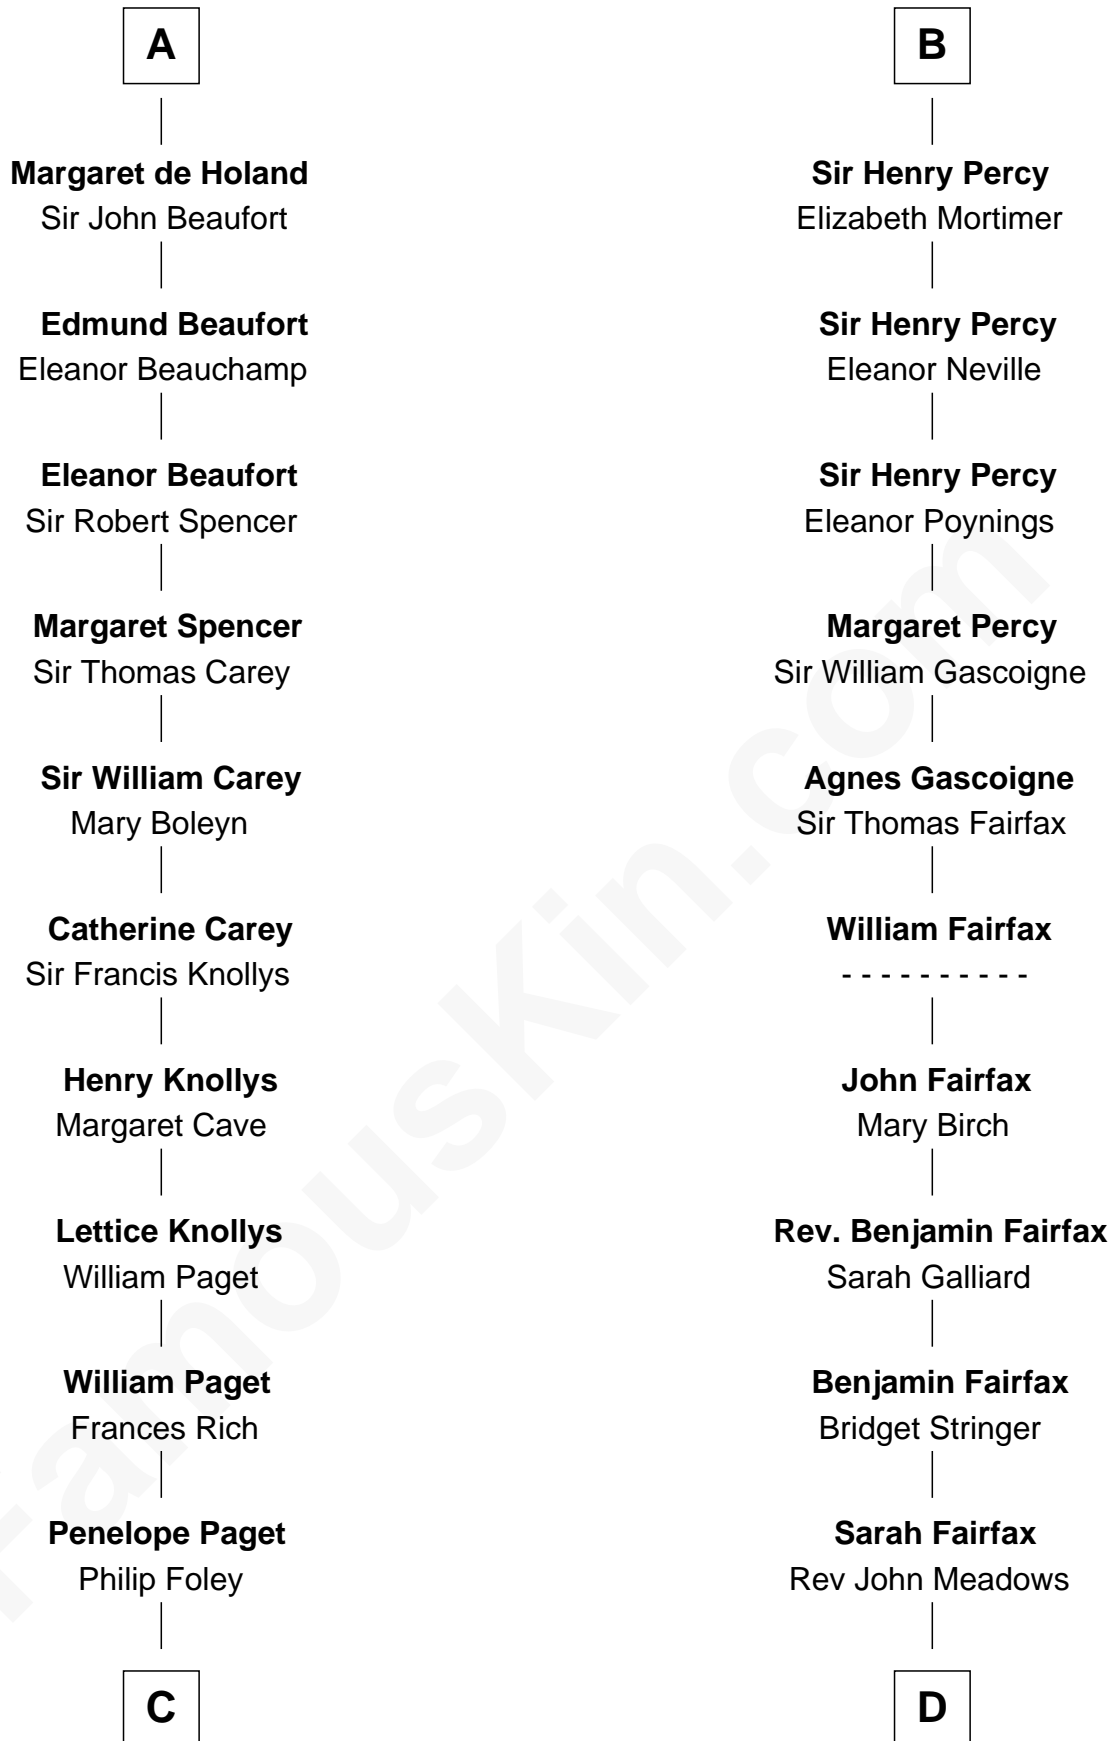 A
Margaret de Holand
Sir John Beaufort
Edmund Beaufort
Eleanor Beauchamp
Eleanor Beaufort
Sir Robert Spencer
Margaret Spencer
Sir Thomas Carey
Sir William Carey
Mary Boleyn
Catherine Carey
Sir Francis Knollys
Henry Knollys
Margaret Cave
Lettice Knollys
William Paget
William Paget
Frances Rich
Penelope Paget
Philip Foley
C
B
Sir Henry Percy
Elizabeth Mortimer
Sir Henry Percy
Eleanor Neville
Sir Henry Percy
Eleanor Poynings
Margaret Percy
Sir William Gascoigne
Agnes Gascoigne
Sir Thomas Fairfax
William Fairfax
- - - - - - - - - -
John Fairfax
Mary Birch
Rev. Benjamin Fairfax
Sarah Galliard
Benjamin Fairfax
Bridget Stringer
Sarah Fairfax
Rev John Meadows
D
FamousKin.com